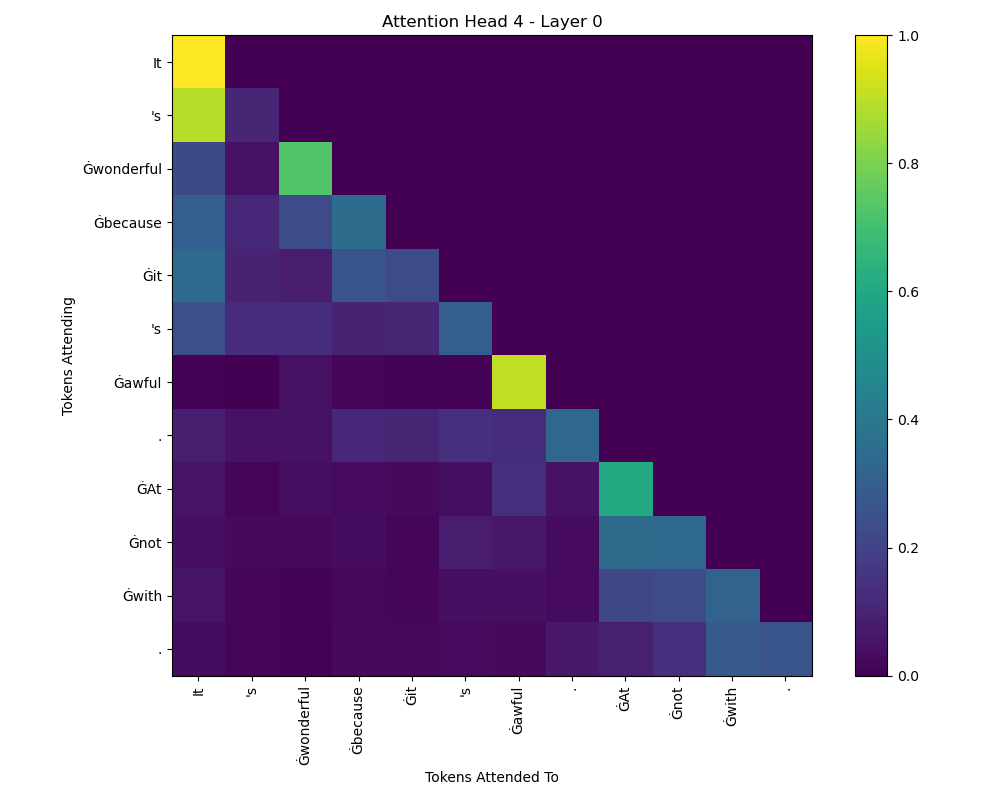 Attention Head 4 - Layer 0
It
's
Ġwonderful
Ġbecause
Ġit
's
Ġawful
.
ĠAt
Ġnot
Ġwith
.
Tokens Attending
It
's
Ġwonderful
Ġbecause
Ġit
's
Ġawful
.
ĠAt
Ġnot
Ġwith
.
Tokens Attended To
1.0
0.8
0.6
0.4
0.2
0.0